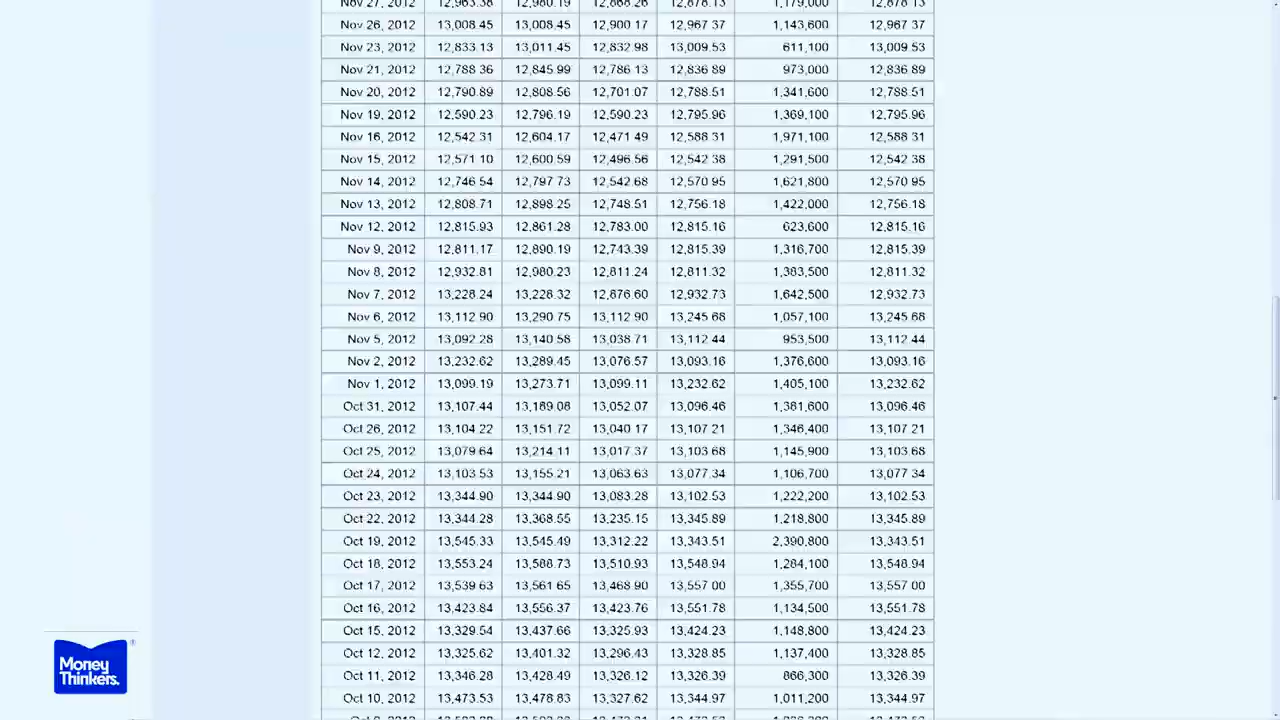 Nov 27, 2012 12,963.38 12,980.19 12,868.26 12,878.13 1,179,000 12,878 13
Nov 26, 2012 13,008.45 13,008.45 12,900 17 12,967 37 1,143,600 12,967 37
Nov 23, 2012 12,833.13 13,011.45 12,832.98 13,009.53 611,100 13,009.53
Nov 21, 2012 12,788 36 12,845.99 12,786 13 12,836 89 973,000 12,836 89
Nov 20, 2012 12,790.89 12,808.56 12,701.07 12,788.51 1,341,600 12,788.51
Nov 19, 2012 12,590.23 12,796.19 12,590.23 12,795.96 1,369,100 12,795.96
Nov 16, 2012 12,542 31 12,604.17 12,471 49 12,588 31 1,971,100 12,588 31
Nov 15, 2012 12,571 10 12,600.59 12,496.56 12,542 38 1,291,500 12,542 38
Nov 14, 2012 12,746 54 12,797 73 12,542.68 12,570 95 1,621,800 12,570 95
Nov 13, 2012 12,808.71 12,898.25 12,748.51 12,756.18 1,422,000 12,756.18
Nov 12, 2012 12,815.93 12,861.28 12,783.00 12,815.16 623,600 12,815.16
Nov 9, 2012 12,811.17 12,890.19 12,743.39 12,815.39 1,316,700 12,815.39
Nov 8, 2012 12,932.81 12,980.23 12,811.24 12,811.32 1,383,500 12,811.32
Nov 7, 2012 13,228.24 13,228.32 12,876.60 12,932.73 1,642,500 12,932.73
Nov 6, 2012 13,112 90 13,290.75 13,112.90 13,245 68 1,057,100 13,245 68
Nov 5, 2012 13,092.28 13,140.58 13,038.71 13,112.44 953,500 13,112.44
Nov 2, 2012 13,232.62 13,289.45 13,076.57 13,093.16 1,376,600 13,093.16
Nov 1, 2012 13,099.19 13,273.71 13,099.11 13,232.62 1,405,100 13,232.62
Oct 31, 2012 13,107.44 13,189 08 13,052.07 13,096.46 1,381,600 13,096.46
Oct 26, 2012 13,104.22 13,151.72 13,040 17 13,107 21 1,346,400 13,107 21
Oct 25, 2012 13,079.64 13,214.11 13,017.37 13,103 68 1,145,900 13,103 68
Oct 24, 2012 13,103 53 13,155.21 13,063.63 13,077 34 1,106,700 13,077 34
Oct 23, 2012 13,344.90 13,344.90 13,083.28 13,102.53 1,222,200 13,102.53
Oct 22, 2012 13,344.28 13,368.55 13,235.15 13,345.89 1,218,800 13,345.89
Oct 19, 2012 13,545.33 13,545.49 13,312.22 13,343.51 2,390,800 13,343.51
Oct 18, 2012 13,553.24 13,588.73 13,510.93 13,548.94 1,284,100 13,548.94
Oct 17, 2012 13,539 63 13,561 65 13,468 90 13,557 00 1,355,700 13,557 00
Oct 16, 2012 13,423.84 13,556.37 13,423.76 13,551.78 1,134,500 13,551.78
Oct 15, 2012 13,329.54 13,437.66 13,325.93 13,424.23 1,148,800 13,424.23
Oct 12, 2012 13,325.62 13,401.32 13,296.43 13,328.85 1,137,400 13,328.85
Oct 11, 2012 13,346.28 13,428.49 13,326.12 13,326.39 866,300 13,326.39
Oct 10, 2012 13,473.53 13,478.83 13,327.62 13,344.97 1,011,200 13,344.97
Money
Thinkers.
®